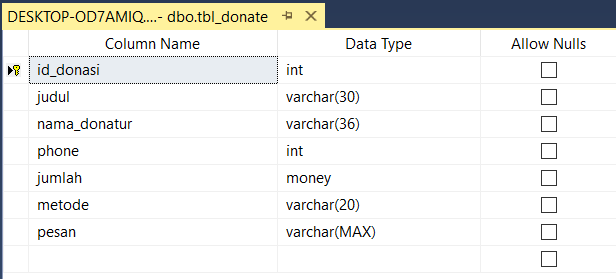 DESKTOP-OD7AMIQ....- dbo.tbl_donate
Column Name Data Type Allow Nulls
id_donasi int
judul varchar(30)
nama_donatur varchar(36)
phone int
jumlah money
metode varchar(20)
pesan varchar(MAX)